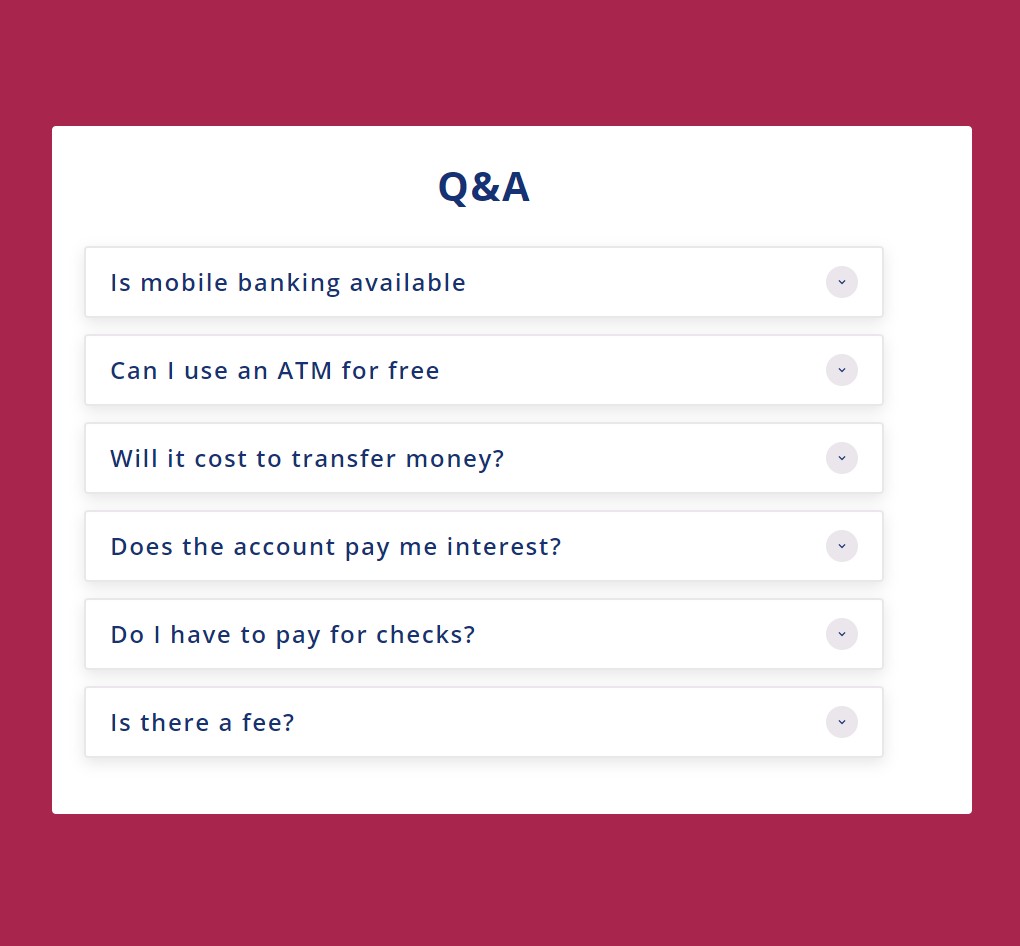 Q&A
Is mobile banking available
Can I use an ATM for free
Will it cost to transfer money?
Does the account pay me interest?
Do I have to pay for checks?
Is there a fee?